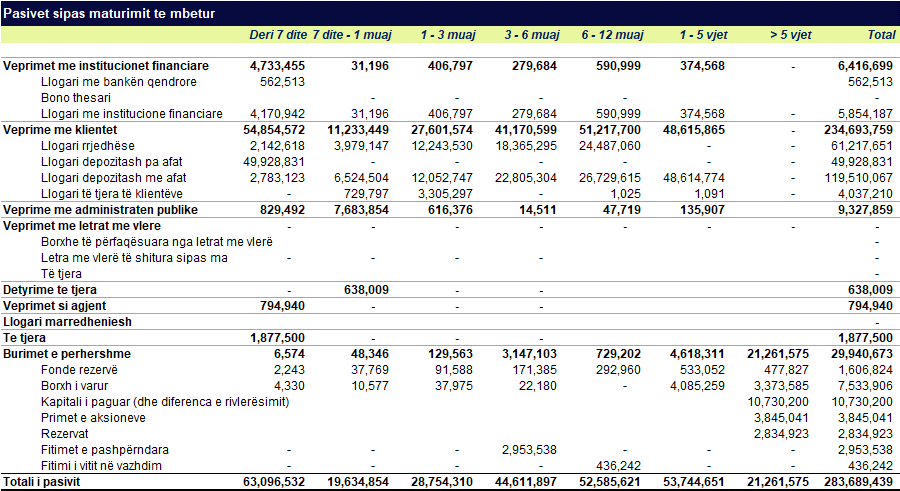 Pasivet sipas maturimit te mbetur
Deri 7 dite 7 dite - 1 muaj 1 - 3 muaj 3 - 6 muaj 6 - 12 muaj 1 - 5 vjet > 5 vjet Total
Veprimet me institucionet financiare 4,733,455 31,196 406,797 279,684 590,999 374,568 - 6,416,699
Llogari me bankën qendrore 562,513 562,513
Bono thesari - - - - - - -
Llogari me institucione financiare 4,170,942 31,196 406,797 279,684 590,999 374,568 - 5,854,187
Veprime me klientet 54,854,572 11,233,449 27,601,574 41,170,599 51,217,700 48,615,865 - 234,693,759
Llogari rrjedhëse 2,142,618 3,979,147 12,243,530 18,365,295 24,487,060 - 61,217,651
Llogari depozitash pa afat 49,928,831 - - - - - - 49,928,831
Llogari depozitash me afat 2,783,123 6,524,504 12,052,747 22,805,304 26,729,615 48,614,774 - 119,510,067
Llogari të tjera të klientëve - 729,797 3,305,297 - 1,025 1,091 - 4,037,210
Veprime me administraten publike 829,492 7,683,854 616,376 14,511 47,719 135,907 - 9,327,859
Veprimet me letrat me vlere - - - - - - - -
Borxhe të përfaqësuara nga letrat me vlerë -
Letra me vlerë të shitura sipas ma - - - - - - - -
Të tjera -
Detyrime te tjera - 638,009 - - 638,009
Veprimet si agjent 794,940 - - - 794,940
Llogari marredheniesh -
Te tjera 1,877,500 - - - 1,877,500
Burimet e perhershme 6,574 48,346 129,563 3,147,103 729,202 4,618,311 21,261,575 29,940,673
Fonde rezervë 2,243 37,769 91,588 171,385 292,960 533,052 477,827 1,606,824
Borxh i varur 4,330 10,577 37,975 22,180 - 4,085,259 3,373,585 7,533,906
Kapitali i paguar (dhe diferenca e rivlerësimit) 10,730,200 10,730,200
Primet e aksioneve 3,845,041 3,845,041
Rezervat 2,834,923 2,834,923
Fitimet e pashpërndara - - - 2,953,538 - - - 2,953,538
Fitimi i vitit në vazhdim - - - - 436,242 - - 436,242
Totali i pasivit 63,096,532 19,634,854 28,754,310 44,611,897 52,585,621 53,744,651 21,261,575 283,689,439